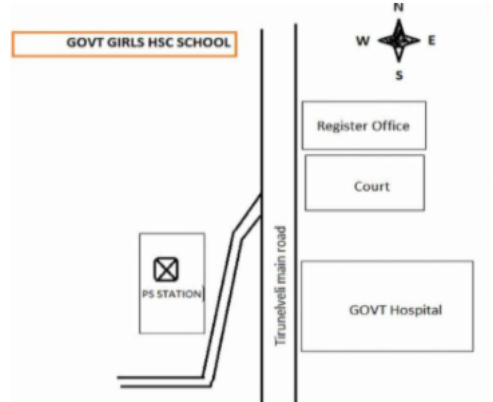 N
GOVT GIRLS HSC SCHOOL
W E
S
Register Office
Court
PS STATION
Tirunelveli main road
GOVT Hospital